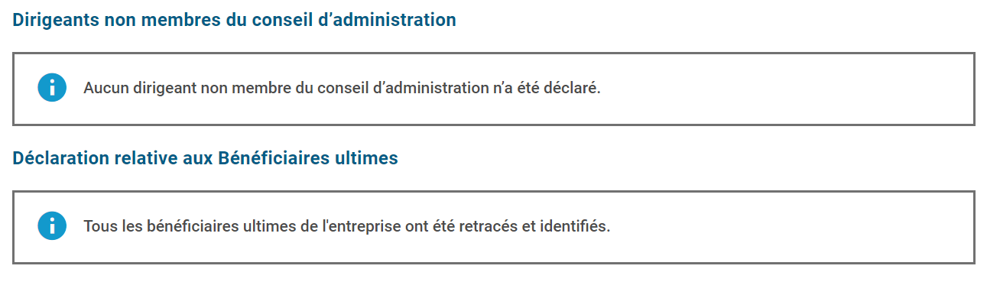 Dirigeants non membres du conseil d’administration
Aucun dirigeant non membre du conseil d’administration n’a été déclaré.
Déclaration relative aux Bénéficiaires ultimes
Tous les bénéficiaires ultimes de l'entreprise ont été retracés et identifiés.